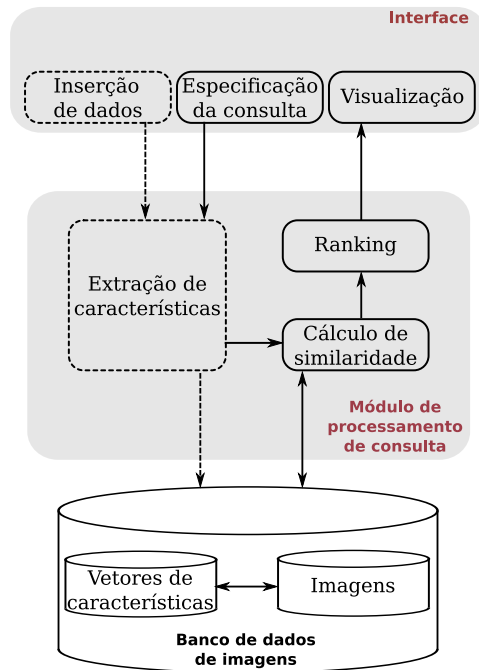 Interface
Inserção
de dados
Especificação
da consulta
Visualização
Extração de
características
Ranking
Cálculo de
similaridade
Módulo de
processamento
de consulta
Vetores de
características
Imagens
Banco de dados
de imagens